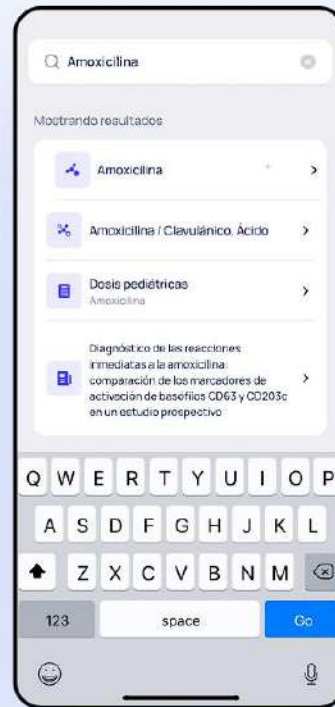 Amoxicilina
Mostrando resultados
Amoxicilina
Amoxicilina / Clavulánico, Ácido
Dosis pediátricas
Amoxicilina
Diagnóstico de las reacciones
inmediatas a la amoxicilina:
comparación de los marcadores de
activación de basófilos CD63 y CD203c
en un estudio prospectivo
Q W E R T Y U I O P
A S D F G H J K L
Z X C V B N M
123 space Go